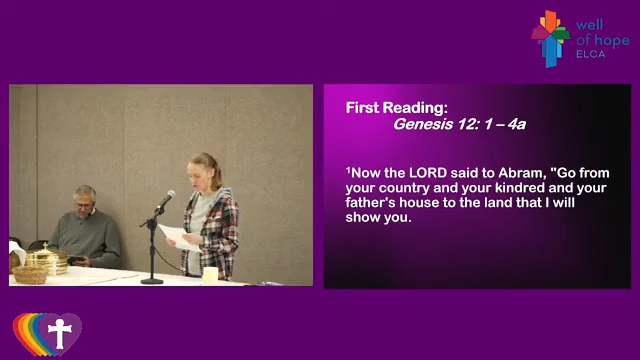 well
of hope
ELCA
First Reading:
Genesis 12: 1 – 4a
¹Now the LORD said to Abram, "Go from
your country and your kindred and your
father's house to the land that I will
show you.